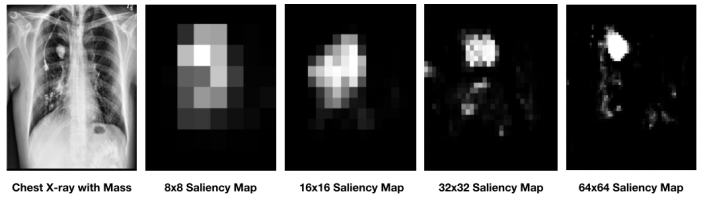 Chest X-ray with Mass
8x8 Saliency Map
16x16 Saliency Map
32x32 Saliency Map
64x64 Saliency Map